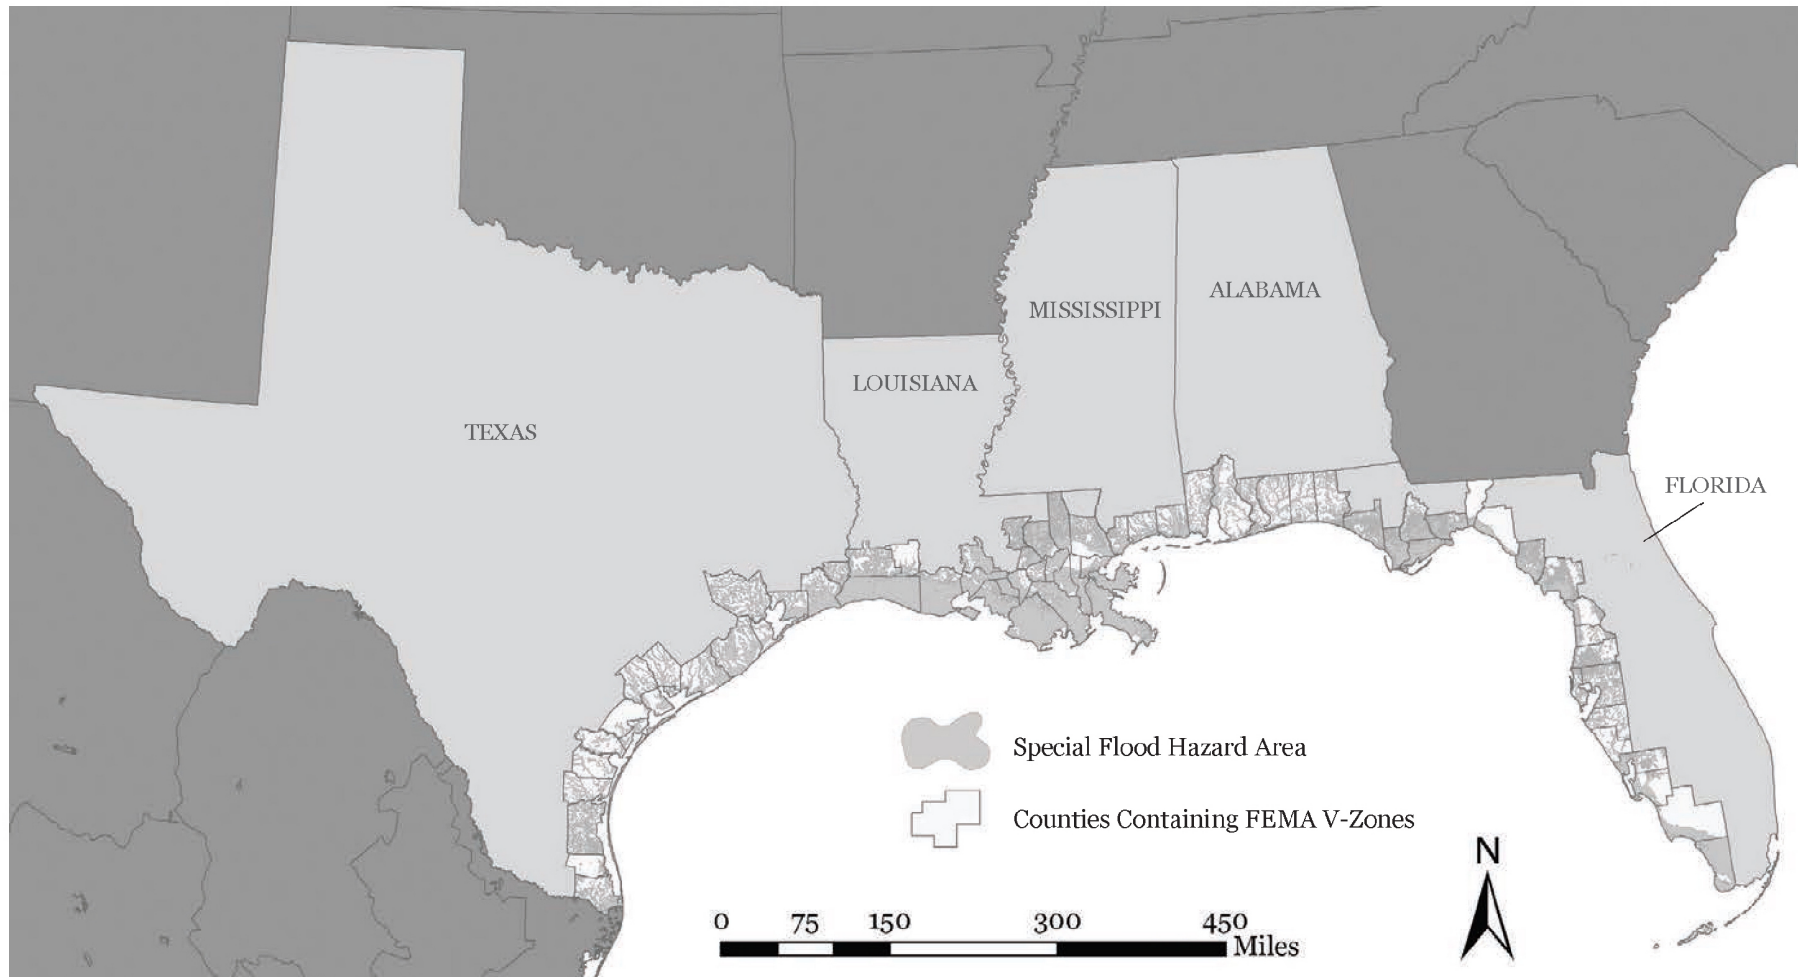 ALABAMA
MISSISSIPPI
LOUISIANA
TEXAS
FLORIDA
Special Flood Hazard Area
Counties Containing FEMA V-Zones
N
0 75 150 300 450
Miles